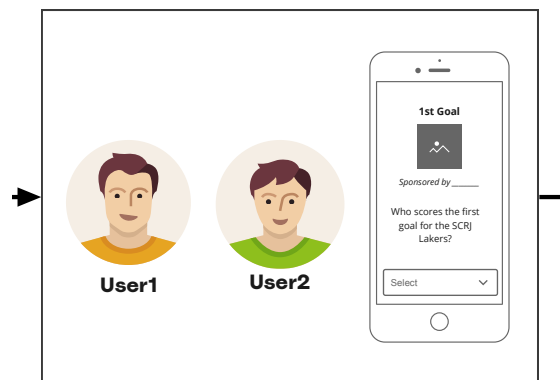 1st Goal
Sponsored by ______
Who scores the first
goal for the SCRJ
Lakers?
Select
User1
User2